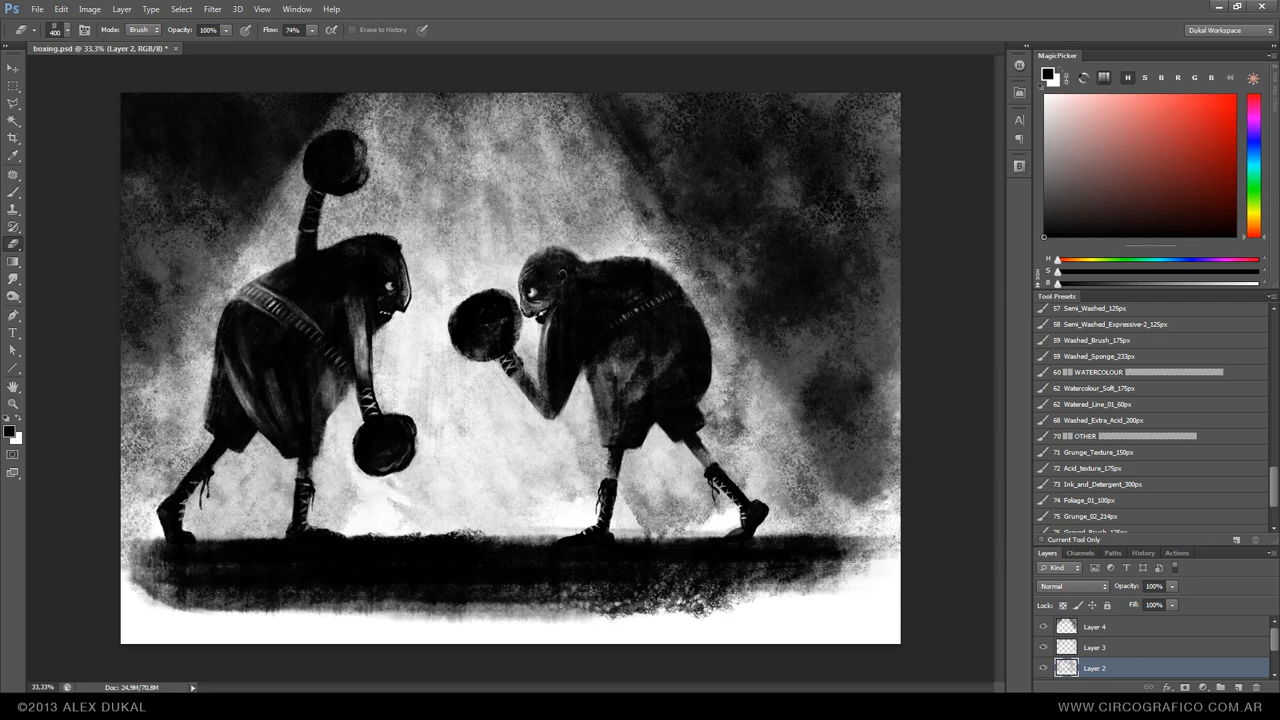 Ps File Edit Image Layer Type Select Filter 3D View Window Help
400 Mode: Brush Opacity: 100% Flow: 74% Erase to History Dukal Workspace
boxing.psd @ 33,3% (Layer 2, RGB/8) * ×
MagicPicker
H S B R G B
H
S
B
Tool Presets
57 Semi_Washed_125px
58 Semi_Washed_Expressive-2_125px
59 Washed_Brush_175px
59 Washed_Sponge_233px
60 WATERCOLOUR
62 Watercolour_Soft_175px
62 Watered_Line_01_60px
68 Washed_Extra_Acid_200px
70 OTHER
71 Grunge_Texture_150px
72 Acid_texture_175px
73 Ink_and_Detergent_300px
74 Foliage_01_100px
75 Grunge_02_214px
Current Tool Only
Layers Channels Paths History Actions
Kind
Normal Opacity: 100%
Lock: Fill: 100%
Layer 4
Layer 3
Layer 2
33,33% Doc: 24,9M/70,8M
©2013 ALEX DUKAL
WWW.CIRCOGRAFICO.COM.AR